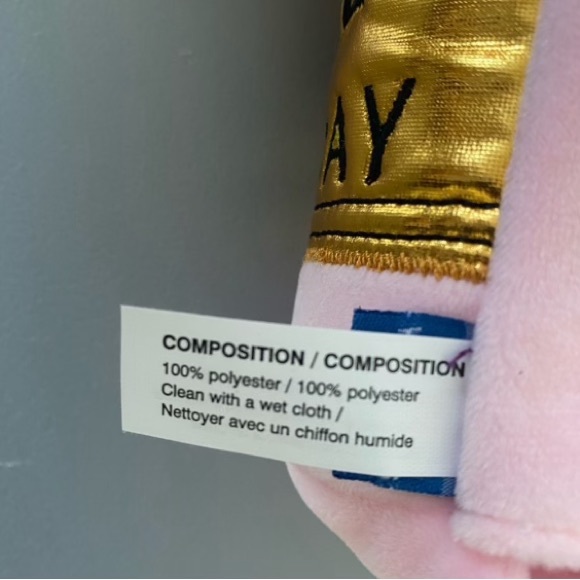 AY
COMPOSITION / COMPOSITION
100% polyester / 100% polyester
Clean with a wet cloth /
Nettoyer avec un chiffon humide